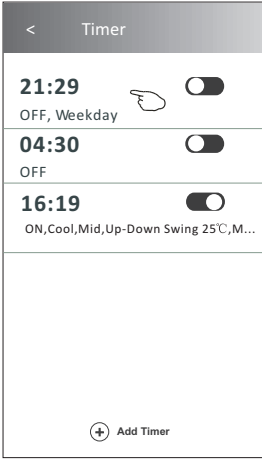 < Timer
21:29
OFF, Weekday
04:30
OFF
16:19
ON,Cool,Mid,Up-Down Swing 25℃,M...
Add Timer